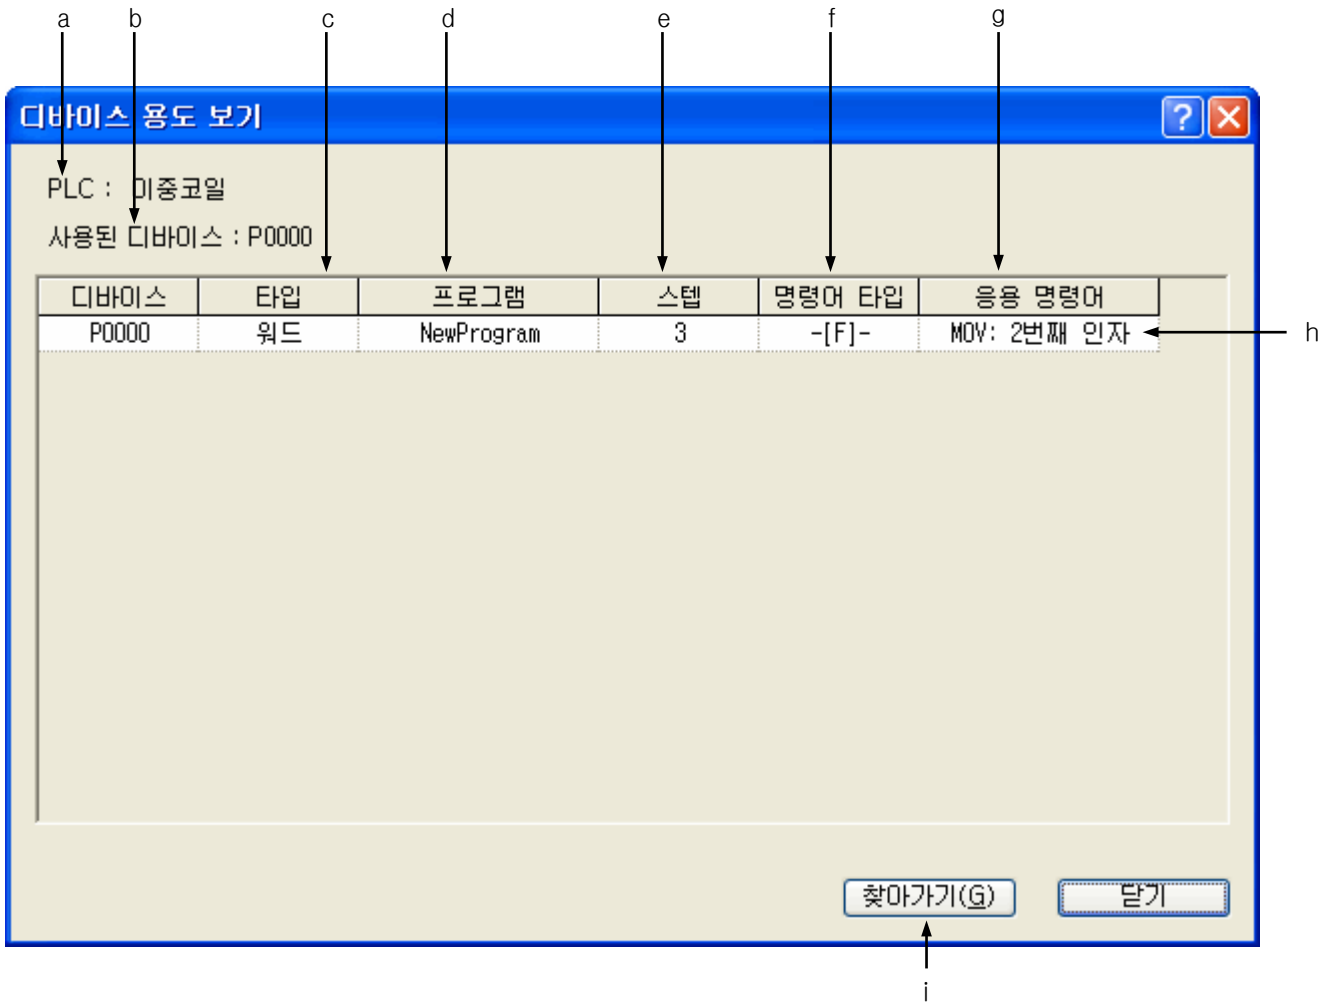 a b c d e f g
디바이스 용도 보기
PLC : 이중코일
사용된 디바이스 : P0000
디바이스 타입 프로그램 스텝 명령어 타입 응용 명령어
P0000 워드 NewProgram 3 -[F]- MOV: 2번째 인자 h
찾아가기(G) 닫기
i